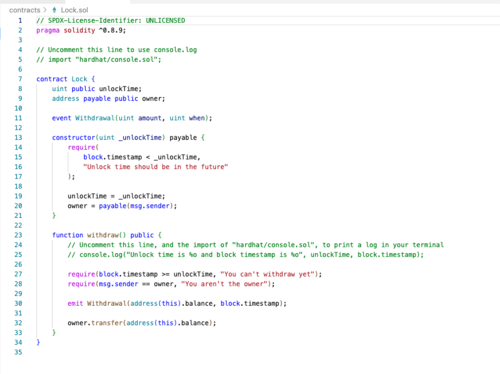 contracts > Lock.sol
1 // SPDX-License-Identifier: UNLICENSED
2 pragma solidity ^0.8.9;
3
4 // Uncomment this line to use console.log
5 // import "hardhat/console.sol";
6
7 contract Lock {
8     uint public unlockTime;
9     address payable public owner;
10
11     event Withdrawal(uint amount, uint when);
12
13     constructor(uint _unlockTime) payable {
14         require(
15             block.timestamp < _unlockTime,
16             "Unlock time should be in the future"
17         );
18
19         unlockTime = _unlockTime;
20         owner = payable(msg.sender);
21     }
22
23     function withdraw() public {
24         // Uncomment this line, and the import of "hardhat/console.sol", to print a log in your terminal
25         // console.log("Unlock time is %o and block timestamp is %o", unlockTime, block.timestamp);
26
27         require(block.timestamp >= unlockTime, "You can't withdraw yet");
28         require(msg.sender == owner, "You aren't the owner");
29
30         emit Withdrawal(address(this).balance, block.timestamp);
31
32         owner.transfer(address(this).balance);
33     }
34 }
35